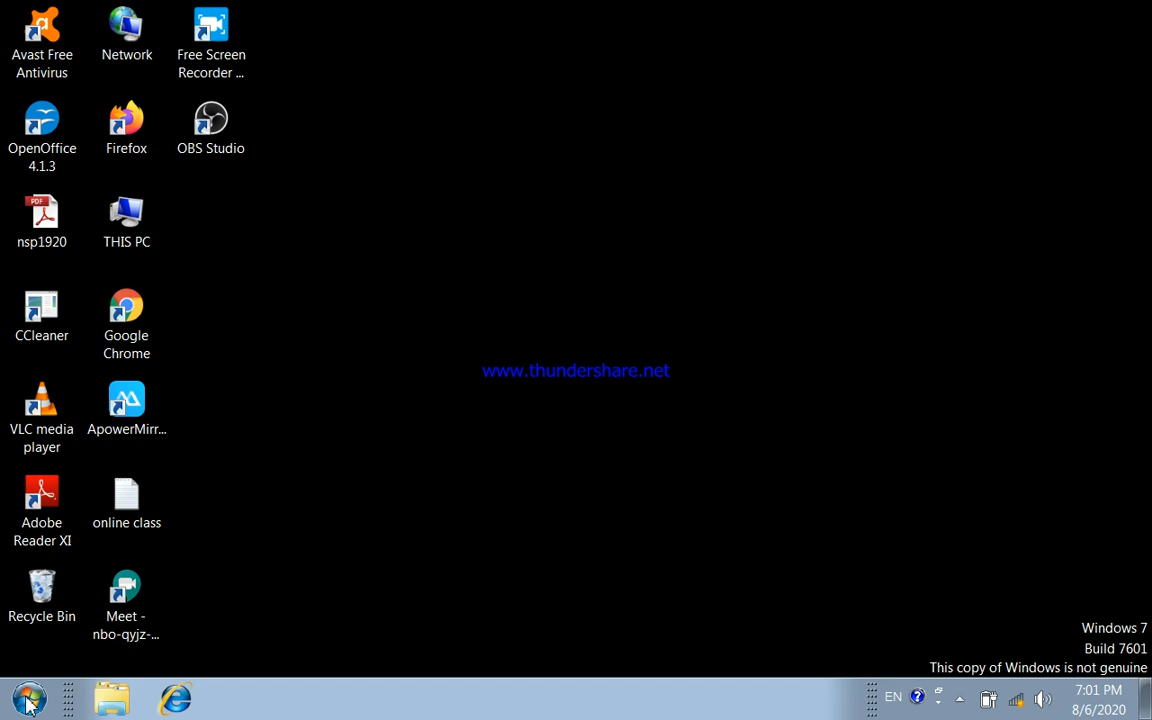 Avast Free
Antivirus
Network
Free Screen
Recorder ...
OpenOffice
4.1.3
Firefox
OBS Studio
PDF
nsp1920
THIS PC
CCleaner
Google
Chrome
www.thundershare.net
VLC media
player
ApowerMirr...
Adobe
Reader XI
online class
Recycle Bin
Meet -
nbo-qyjz-...
Windows 7
Build 7601
This copy of Windows is not genuine
EN
7:01 PM
8/6/2020